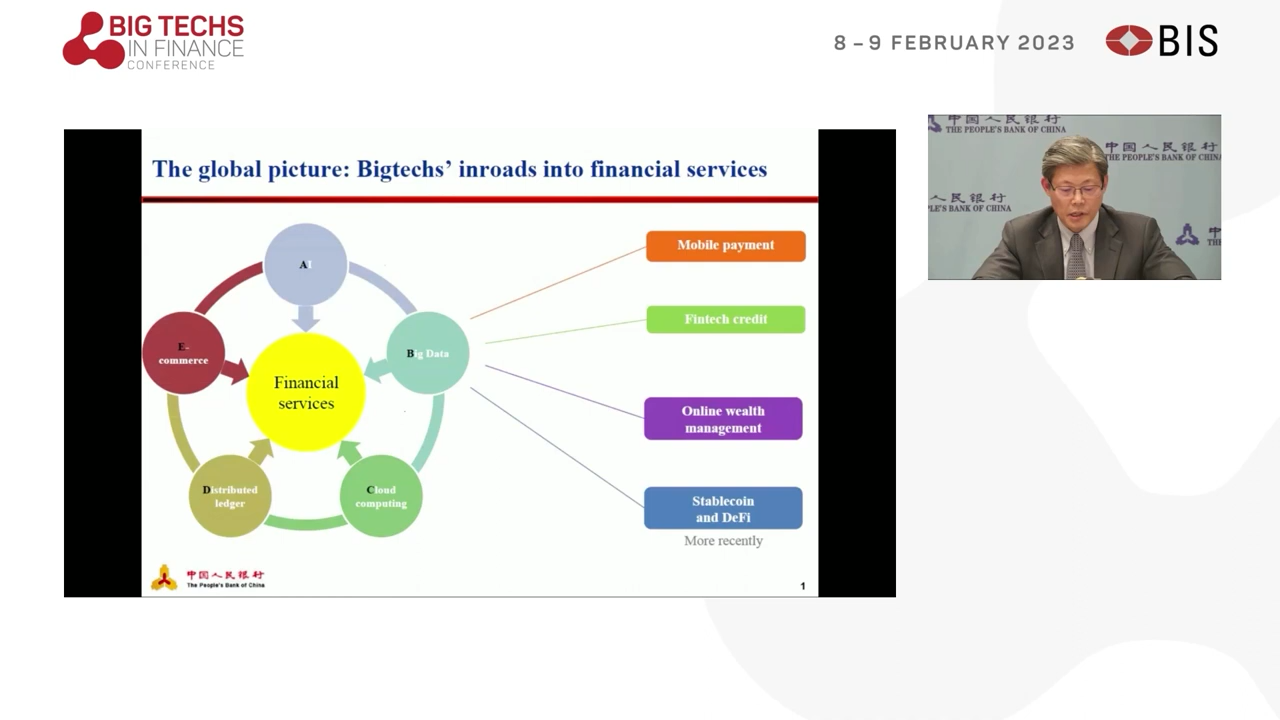 BIG TECHS
IN FINANCE
CONFERENCE
8 – 9 FEBRUARY 2023
BIS
The global picture: Bigtechs’ inroads into financial services
AI
E-
commerce
Big Data
Financial
services
Distributed
ledger
Cloud
computing
Mobile payment
Fintech credit
Online wealth
management
Stablecoin
and DeFi
More recently
中国人民银行
The People's Bank of China
1
中国人民银行
THE PEOPLE'S BANK OF CHINA
中国人民银行
THE PEOPLE'S BANK OF CHINA
人民银行
PLE'S BANK OF CHINA
中
TH